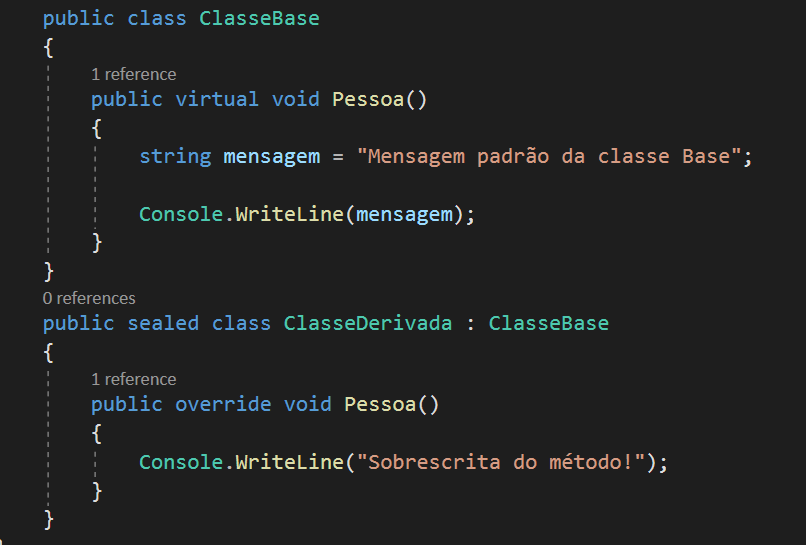 public class ClasseBase
{
1 reference
public virtual void Pessoa()
{
string mensagem = "Mensagem padrão da classe Base";
Console.WriteLine(mensagem);
}
}
0 references
public sealed class ClasseDerivada : ClasseBase
{
1 reference
public override void Pessoa()
{
Console.WriteLine("Sobrescrita do método!");
}
}